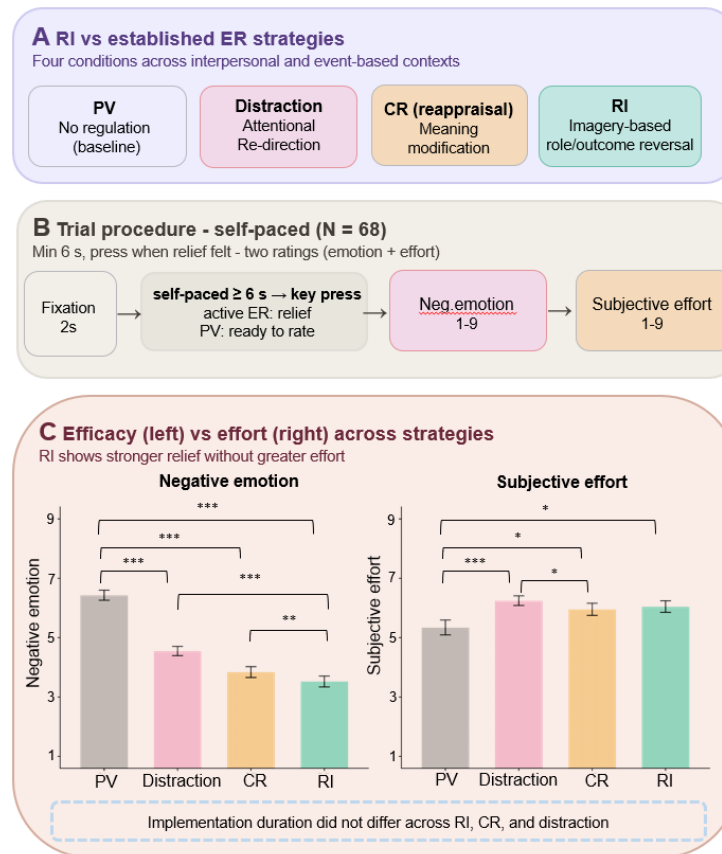 A RI vs established ER strategies
Four conditions across interpersonal and event-based contexts
PV
No regulation
(baseline)
Distraction
Attentional
Re-direction
CR (reappraisal)
Meaning
modification
RI
Imagery-based
role/outcome reversal
B Trial procedure - self-paced (N = 68)
Min 6 s, press when relief felt - two ratings (emotion + effort)
Fixation
2s
→
self-paced ≥ 6 s → key press
active ER: relief
PV: ready to rate
→
Neg.emotion
1-9
→
Subjective effort
1-9
C Efficacy (left) vs effort (right) across strategies
RI shows stronger relief without greater effort
Negative emotion
Negative emotion
9
7
5
3
1
***
***
***
***
**
PV
Distraction
CR
RI
Subjective effort
Subjective effort
9
7
5
3
1
*
*
***
*
PV
Distraction
CR
RI
Implementation duration did not differ across RI, CR, and distraction